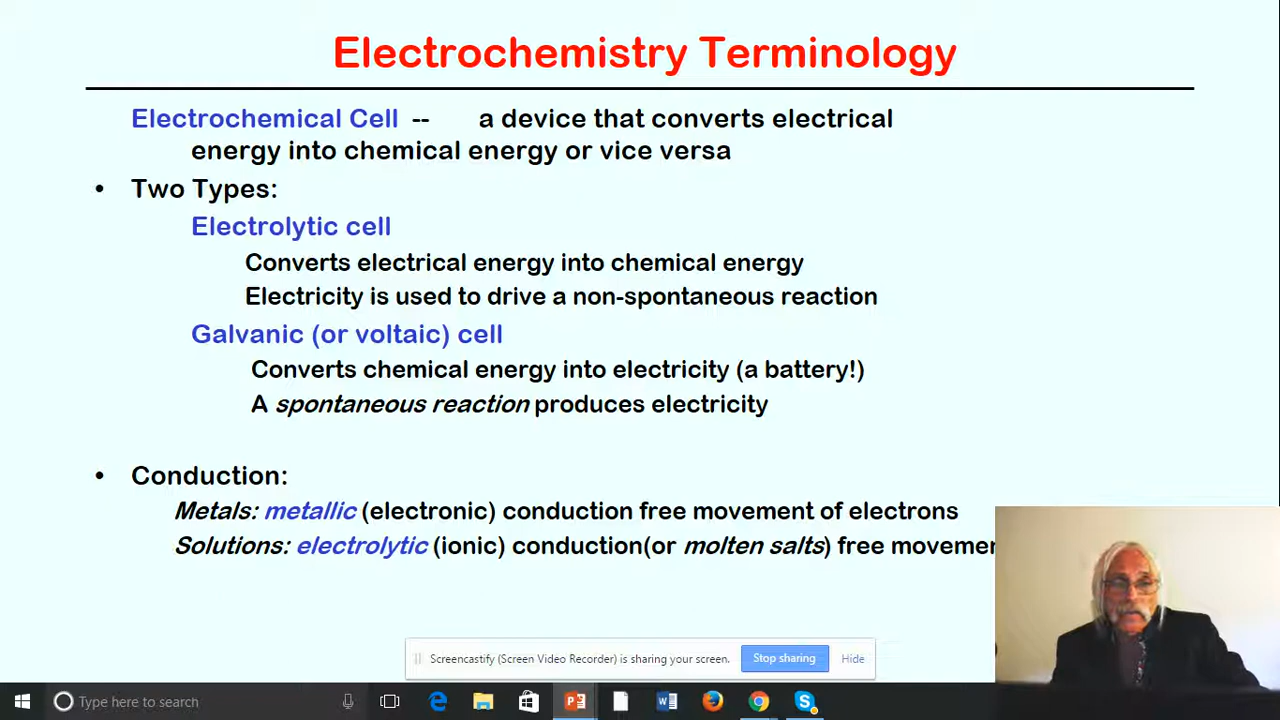 Electrochemistry Terminology
Electrochemical Cell -- a device that converts electrical
energy into chemical energy or vice versa
• Two Types:
Electrolytic cell
Converts electrical energy into chemical energy
Electricity is used to drive a non-spontaneous reaction
Galvanic (or voltaic) cell
Converts chemical energy into electricity (a battery!)
A spontaneous reaction produces electricity
• Conduction:
Metals: metallic (electronic) conduction free movement of electrons
Solutions: electrolytic (ionic) conduction(or molten salts) free
Screencastify (Screen Video Recorder) is sharing your screen. Stop sharing Hide
Type here to search